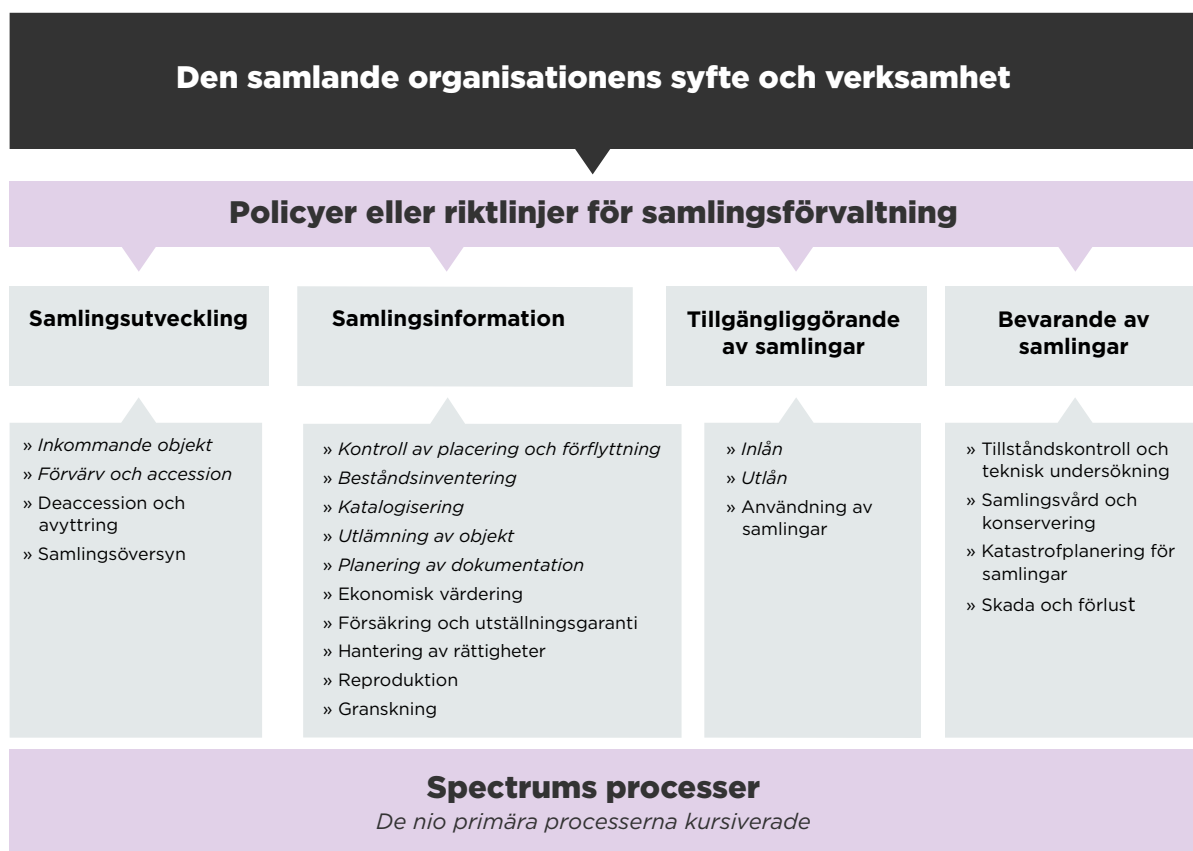 Den samlande organisationens syfte och verksamhet
Policyer eller riktlinjer för samlingsförvaltning
Samlingsutveckling
» Inkommande objekt
» Förvärv och accession
» Deaccession och
avyttring
» Samlingsöversyn
Samlingsinformation
» Kontroll av placering och förflyttning
» Beståndsinventering
» Katalogisering
» Utlämning av objekt
» Planering av dokumentation
» Ekonomisk värdering
» Försäkring och utställningsgaranti
» Hantering av rättigheter
» Reproduktion
» Granskning
Tillgängliggörande
av samlingar
» Inlån
» Utlån
» Användning av
samlingar
Bevarande av
samlingar
» Tillståndskontroll och
teknisk undersökning
» Samlingsvård och
konservering
» Katastrofplanering för
samlingar
» Skada och förlust
Spectrums processer
De nio primära processerna kursiverade